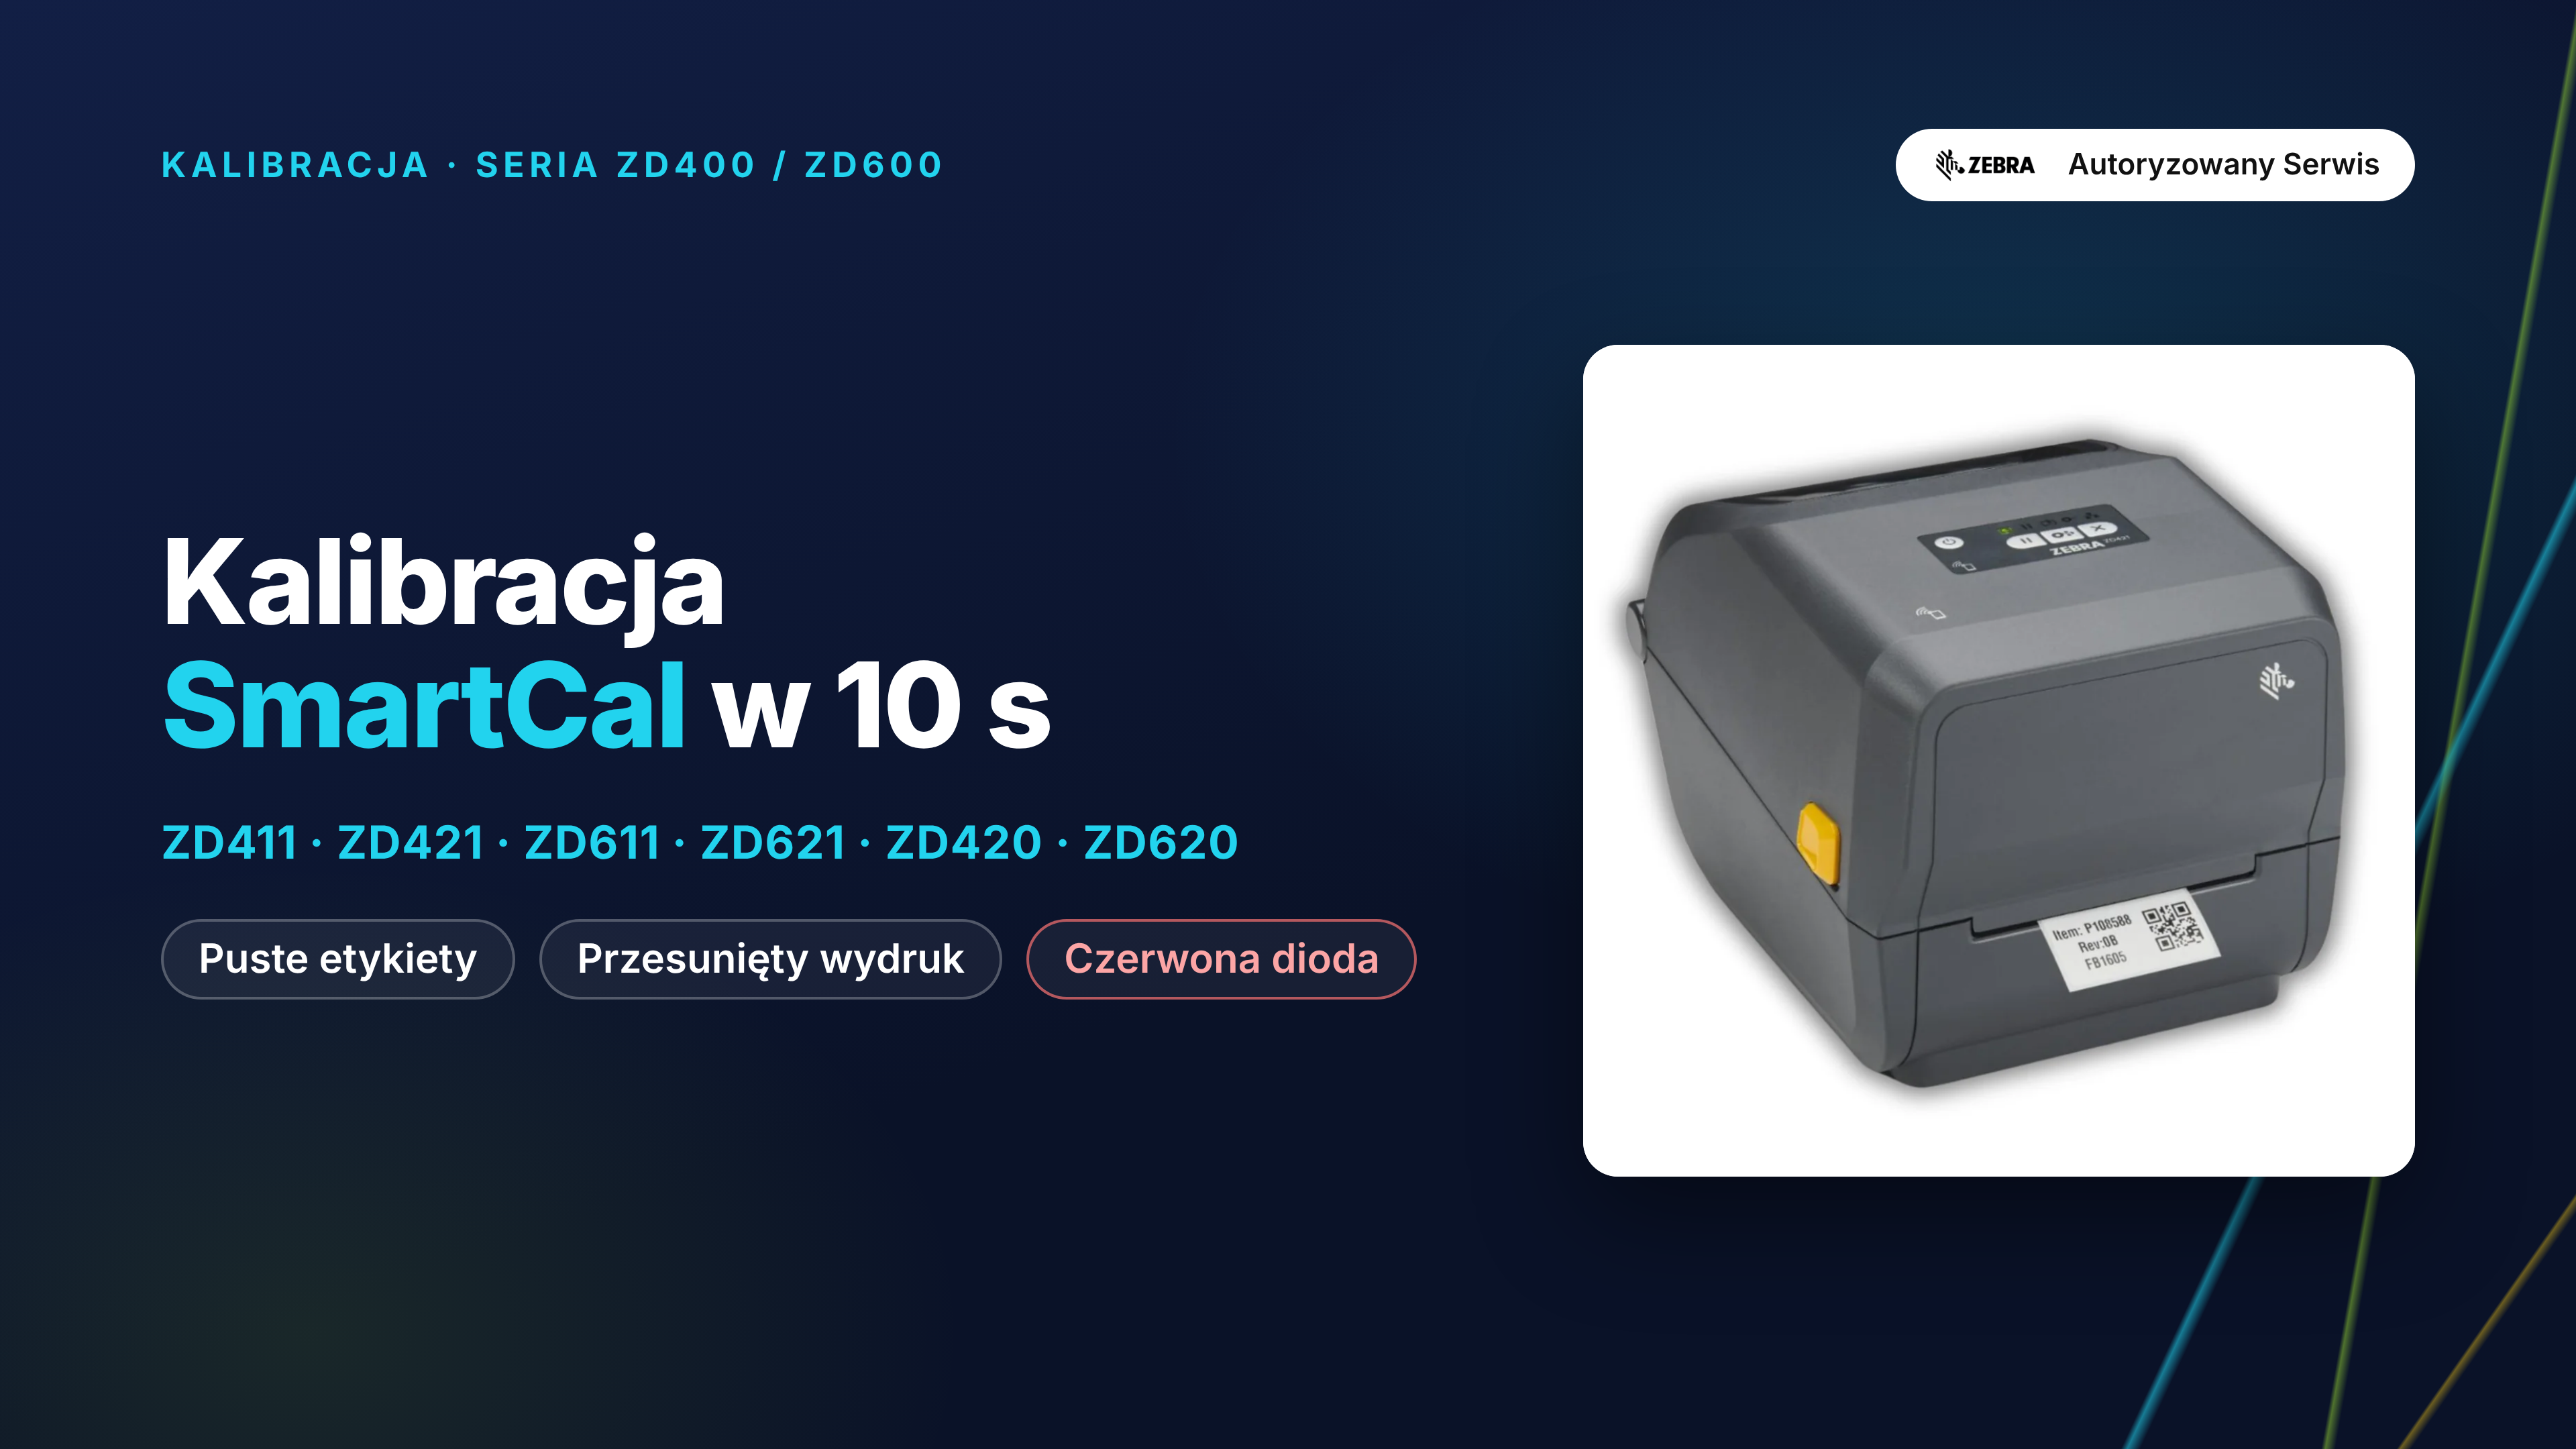 KALIBRACJA · SERIA ZD400 / ZD600
ZEBRA Autoryzowany Serwis
Kalibracja
SmartCal w 10 s
ZD411 · ZD421 · ZD611 · ZD621 · ZD420 · ZD620
Puste etykiety
Przesunięty wydruk
Czerwona dioda
ZEBRA ZD421
Item: P108588
Rev:0B
FB1605